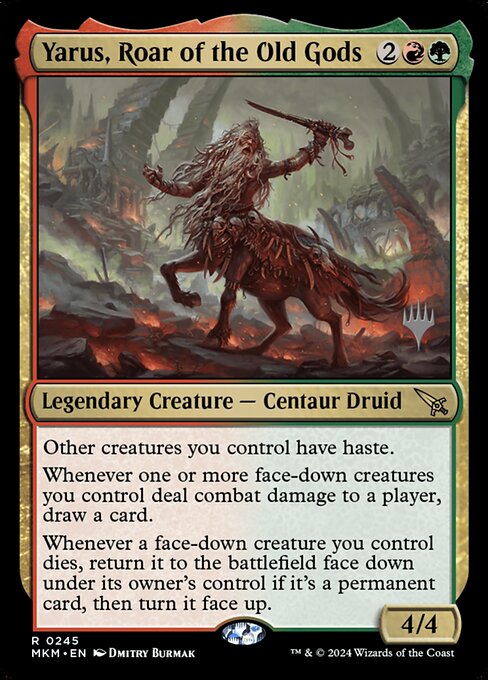 Yarus, Roar of the Old Gods 2
Legendary Creature — Centaur Druid
Other creatures you control have haste.
Whenever one or more face-down creatures
you control deal combat damage to a player,
draw a card.
Whenever a face-down creature you control
dies, return it to the battlefield face down
under its owner's control if it's a permanent
card, then turn it face up.
4/4
R 0245
MKM • EN Dmitry Burmak
™ & © 2024 Wizards of the Coast